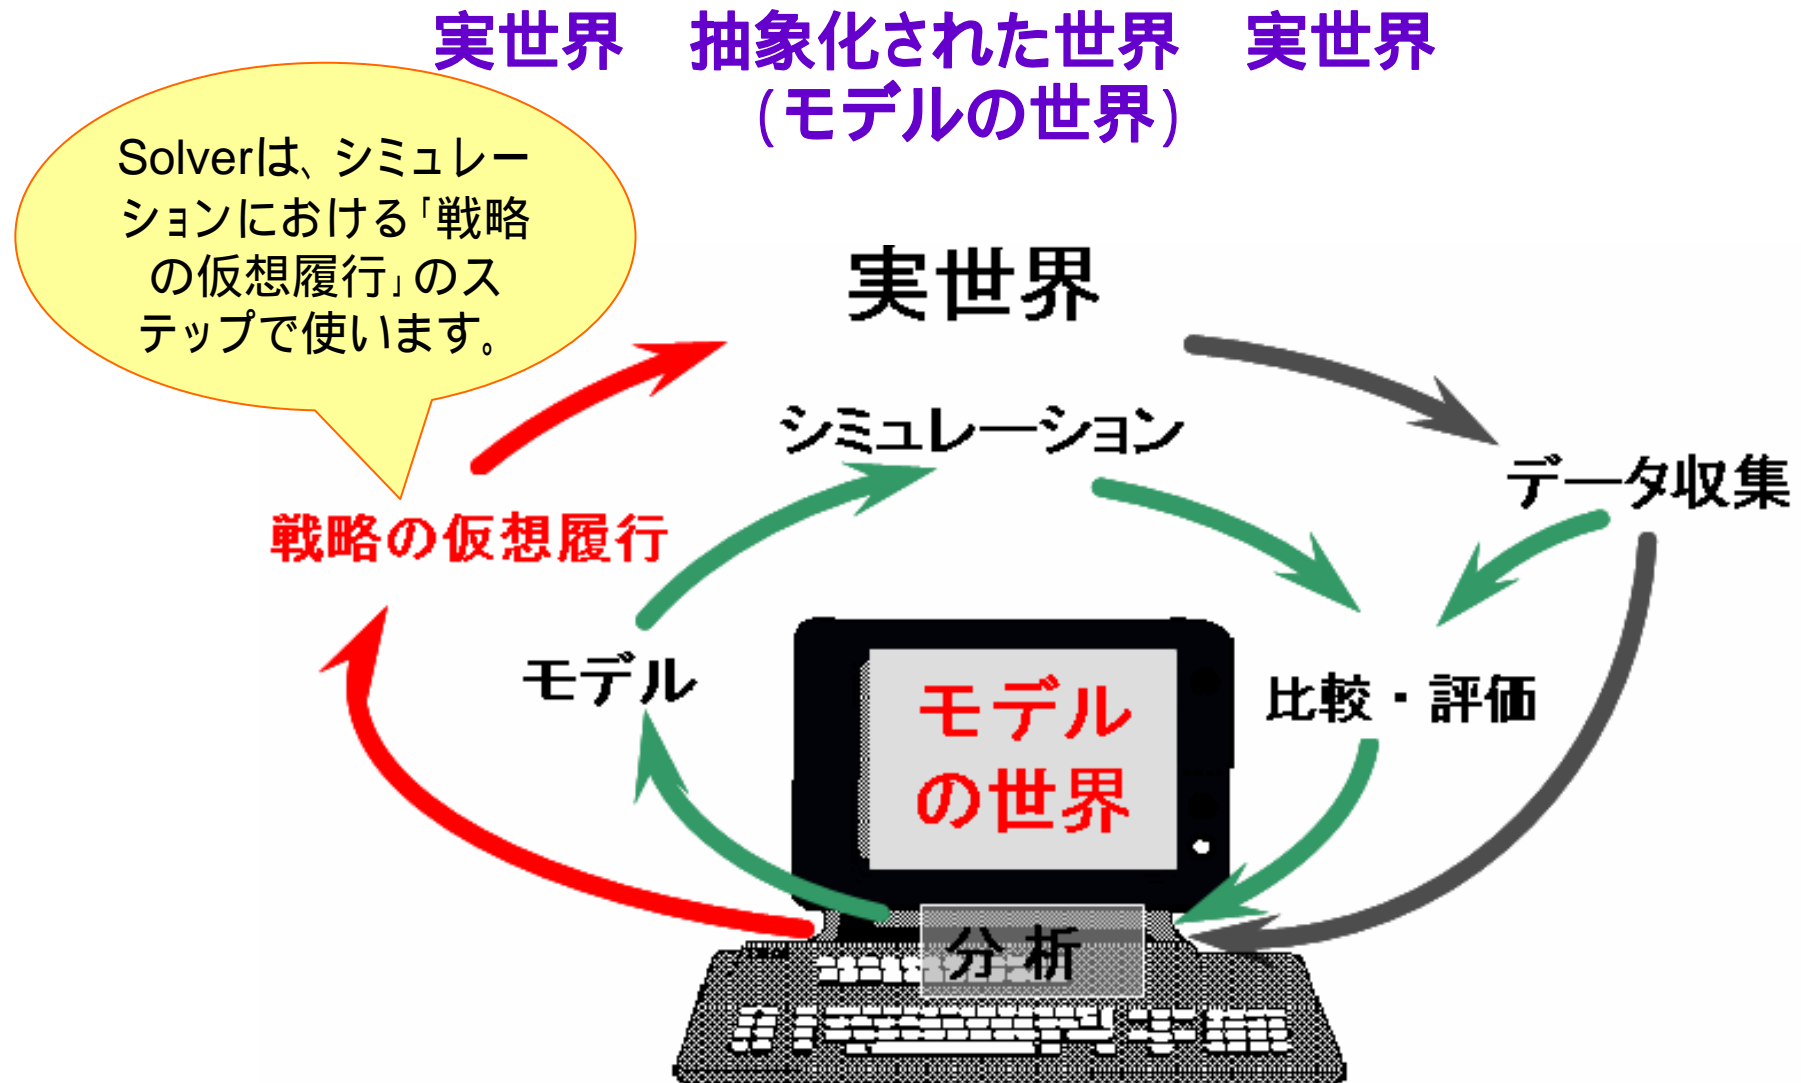 実世界　抽象化された世界　実世界
(モデルの世界)
Solverは、シミュレー
ションにおける「戦略
の仮想履行」のス
テップで使います。
実世界
シミュレーション
データ収集
戦略の仮想履行
モデル
比較・評価
モデル
の世界
分析